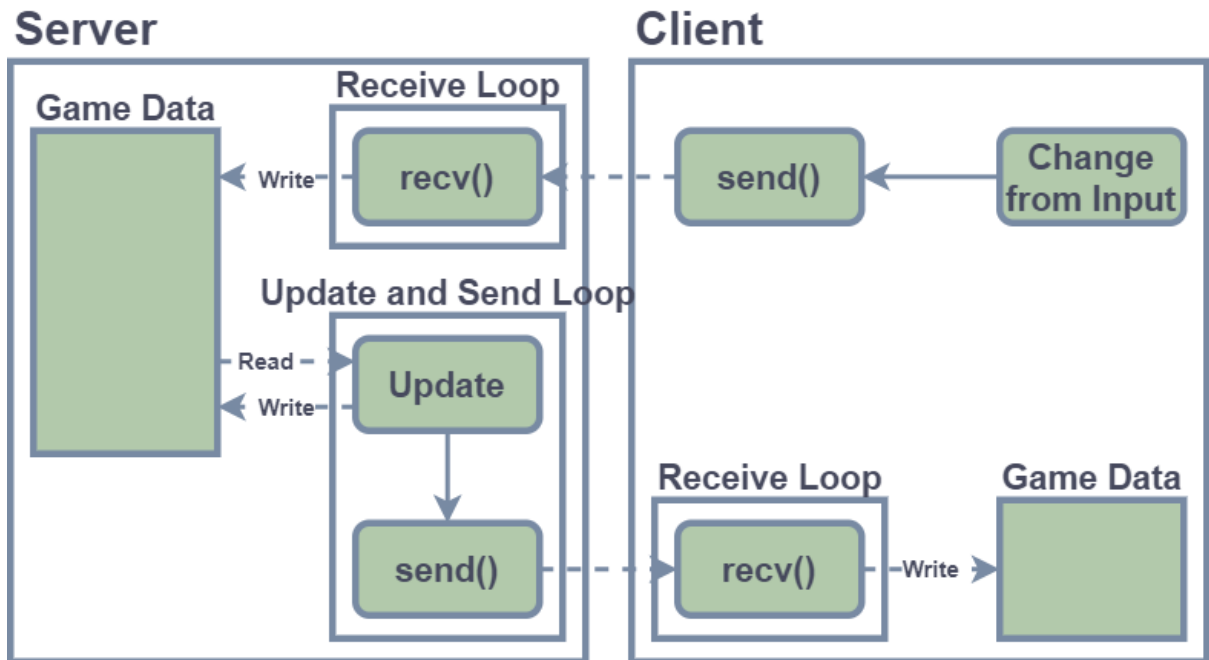 Server
Client
Receive Loop
Game Data
Write
recv()
send()
Change
from Input
Update and Send Loop
Read
Write
Update
send()
Receive Loop
Game Data
recv()
Write